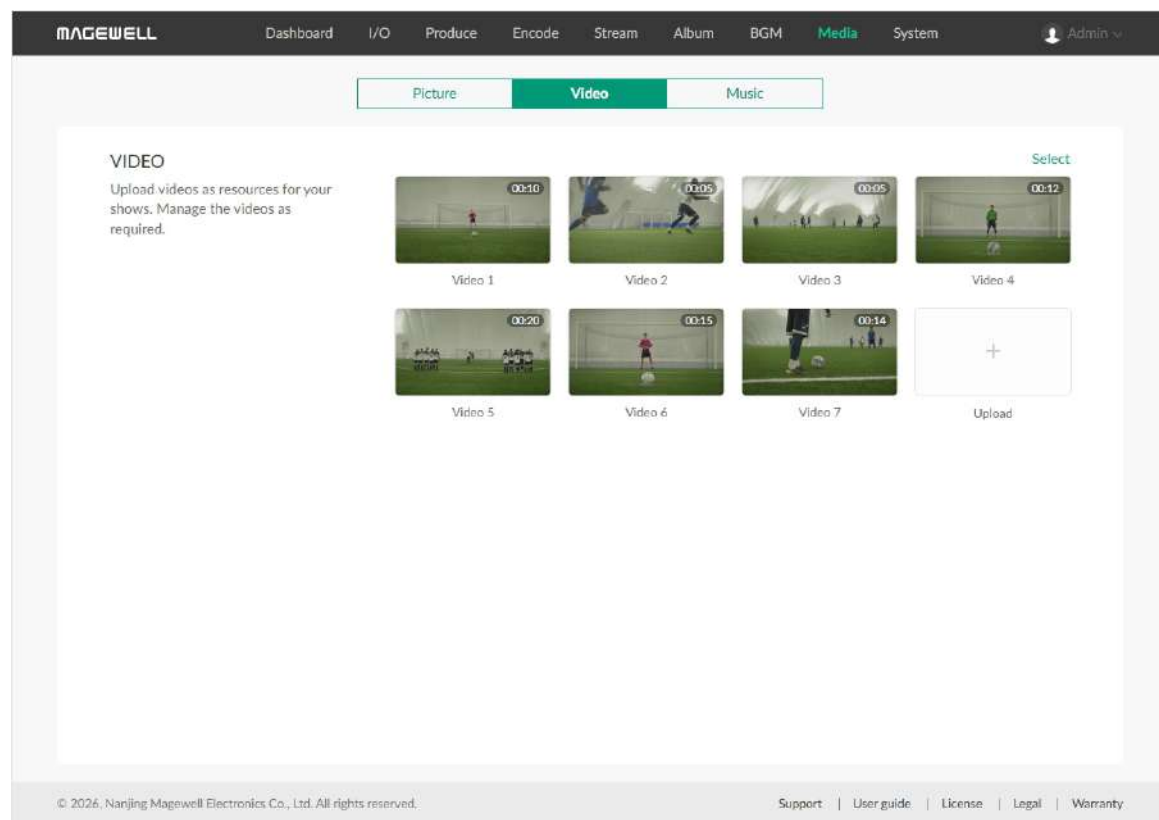 MAGEWELL Dashboard I/O Produce Encode Stream Album BGM Media System Admin
Picture Video Music
VIDEO
Select
Upload videos as resources for your
shows. Manage the videos as
required.
00:10 00:05 00:05 00:12
Video 1 Video 2 Video 3 Video 4
00:20 00:15 00:14
+
Video 5 Video 6 Video 7 Upload
© 2026, Nanjing Magewell Electronics Co., Ltd. All rights reserved. Support | User guide | License | Legal | Warranty